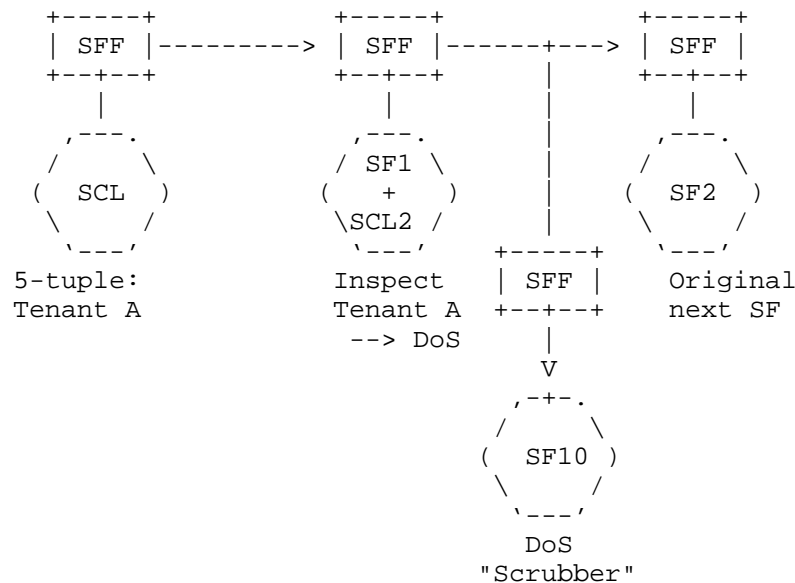 SFF SFF SFF
SCL SF1 + SCL2 SF2
5-tuple: Inspect SFF Original
Tenant A Tenant A next SF
--> DoS
V
SF10
DoS
"Scrubber"